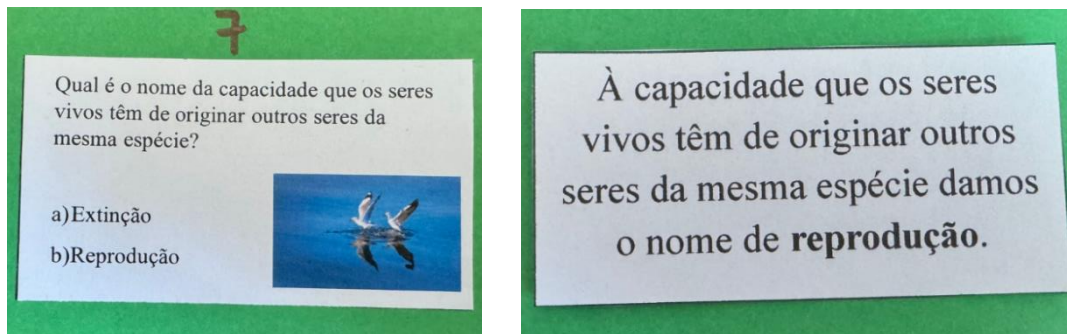 7
Qual é o nome da capacidade que os seres
vivos têm de originar outros seres da
mesma espécie?
a)Extinção
b)Reprodução
À capacidade que os seres
vivos têm de originar outros
seres da mesma espécie damos
o nome de reprodução.